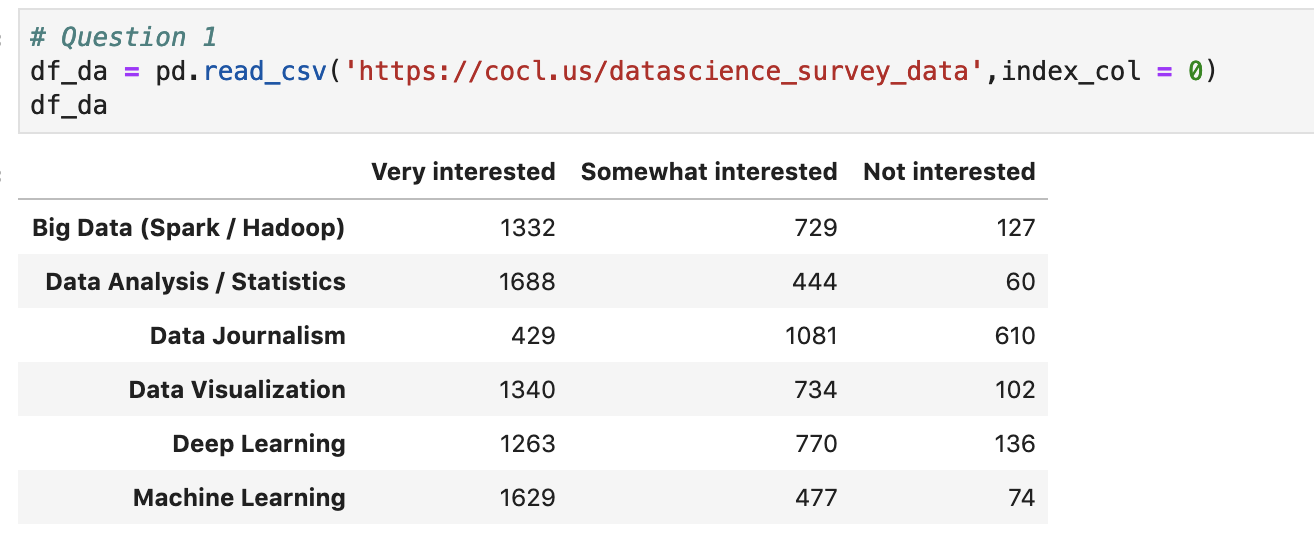 # Question 1
df_da = pd.read_csv('https://cocl.us/datascience_survey_data',index_col = 0)
df_da
Very interested Somewhat interested Not interested
Big Data (Spark / Hadoop) 1332 729 127
Data Analysis / Statistics 1688 444 60
Data Journalism 429 1081 610
Data Visualization 1340 734 102
Deep Learning 1263 770 136
Machine Learning 1629 477 74